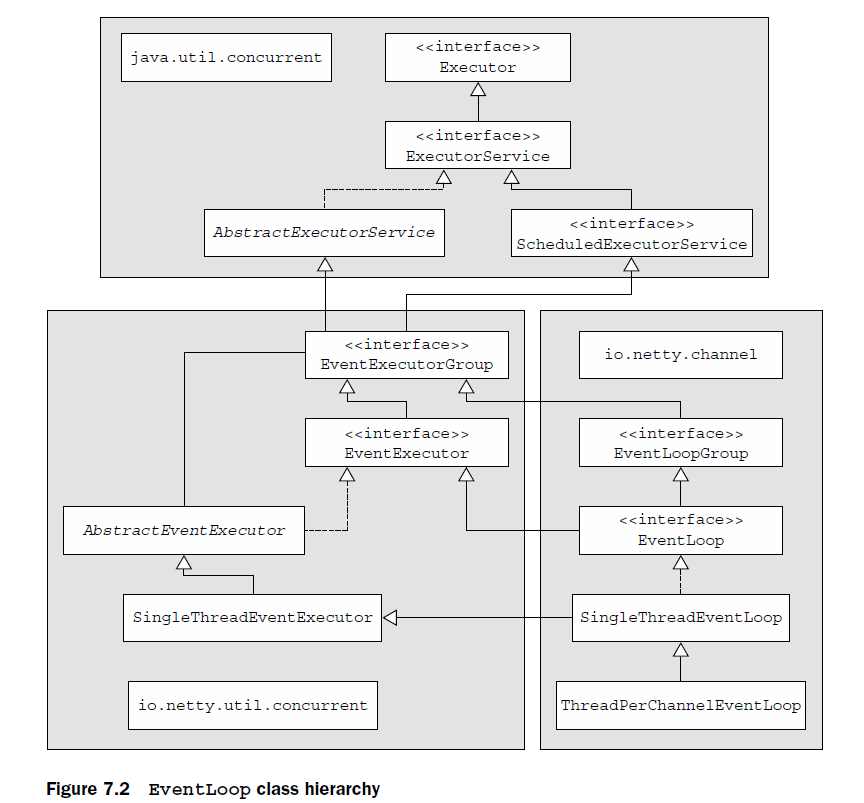 java.util.concurrent
<<interface>>
Executor
<<interface>>
ExecutorService
AbstractExecutorService
<<interface>>
ScheduledExecutorService
<<interface>>
EventExecutorGroup
io.netty.channel
<<interface>>
EventExecutor
<<interface>>
EventLoopGroup
AbstractEventExecutor
<<interface>>
EventLoop
SingleThreadEventExecutor
SingleThreadEventLoop
io.netty.util.concurrent
ThreadPerChannelEventLoop
Figure 7.2 EventLoop class hierarchy